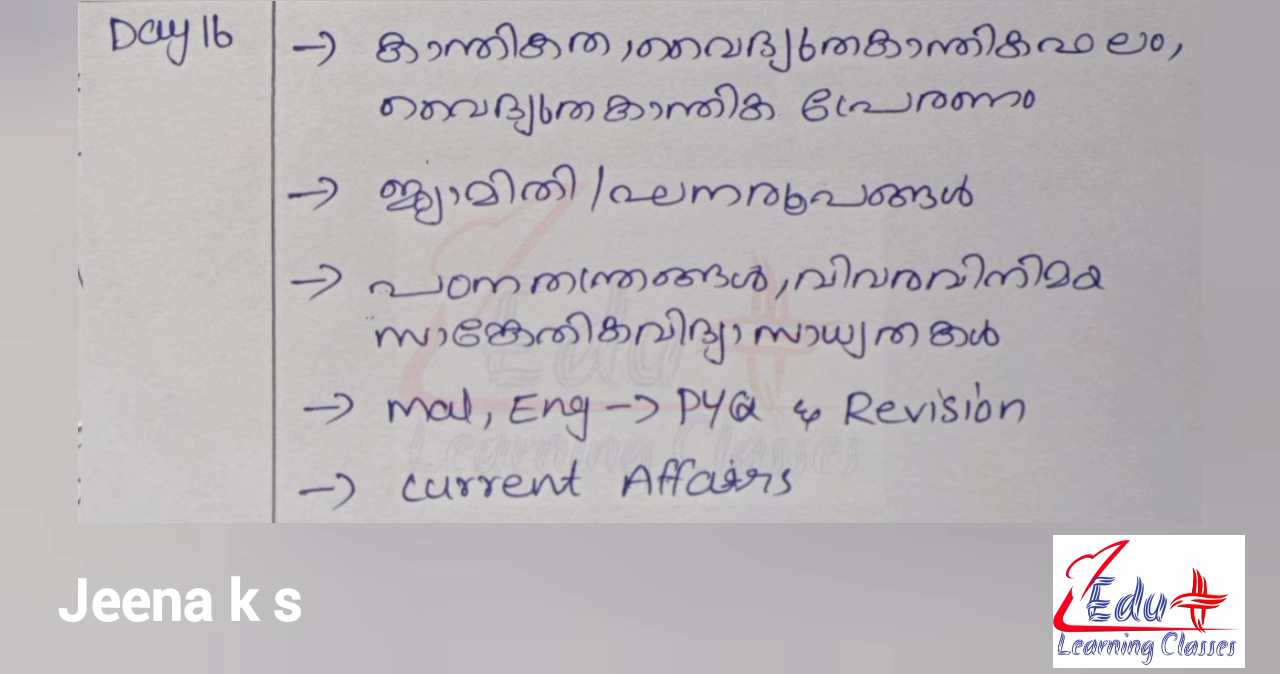 Day 16
→ കാന്തികത, വൈദ്യുതകാന്തികഫലം,
വൈദ്യുതകാന്തിക പ്രേരണം
→ ജ്യാമിതി / ഘനരൂപങ്ങൾ
→ പഠനതന്ത്രങ്ങൾ, വിവരവിനിമയ
സാങ്കേതികവിദ്യാ സാധ്യതകൾ
→ Mal, Eng → PYQ & Revision
→ Current Affairs
Jeena k s
Edu
Learning Classes